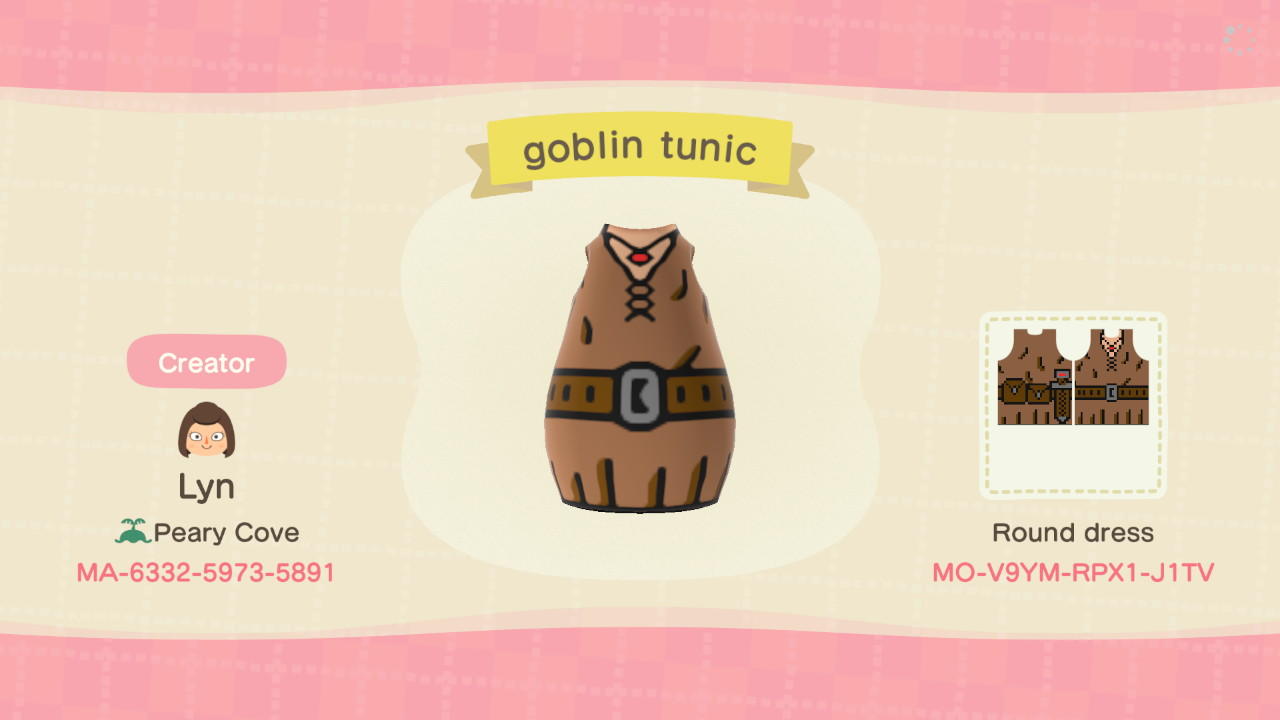 goblin tunic
Creator
Lyn
Peary Cove
MA-6332-5973-5891
Round dress
MO-V9YM-RPX1-J1TV